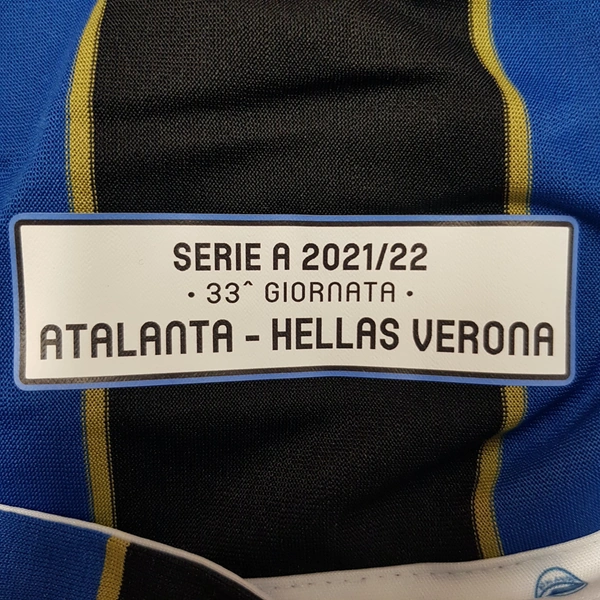 SERIE A 2021/22
• 33^ GIORNATA •
ATALANTA - HELLAS VERONA